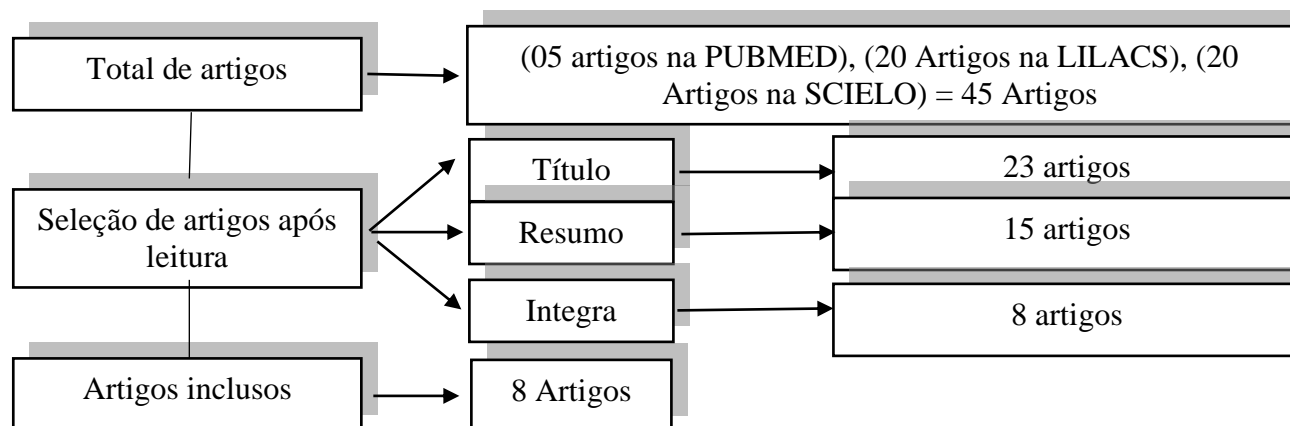 Total de artigos
(05 artigos na PUBMED), (20 Artigos na LILACS), (20
Artigos na SCIELO) = 45 Artigos
Seleção de artigos após
leitura
Título
23 artigos
Resumo
15 artigos
Integra
8 artigos
Artigos inclusos
8 Artigos